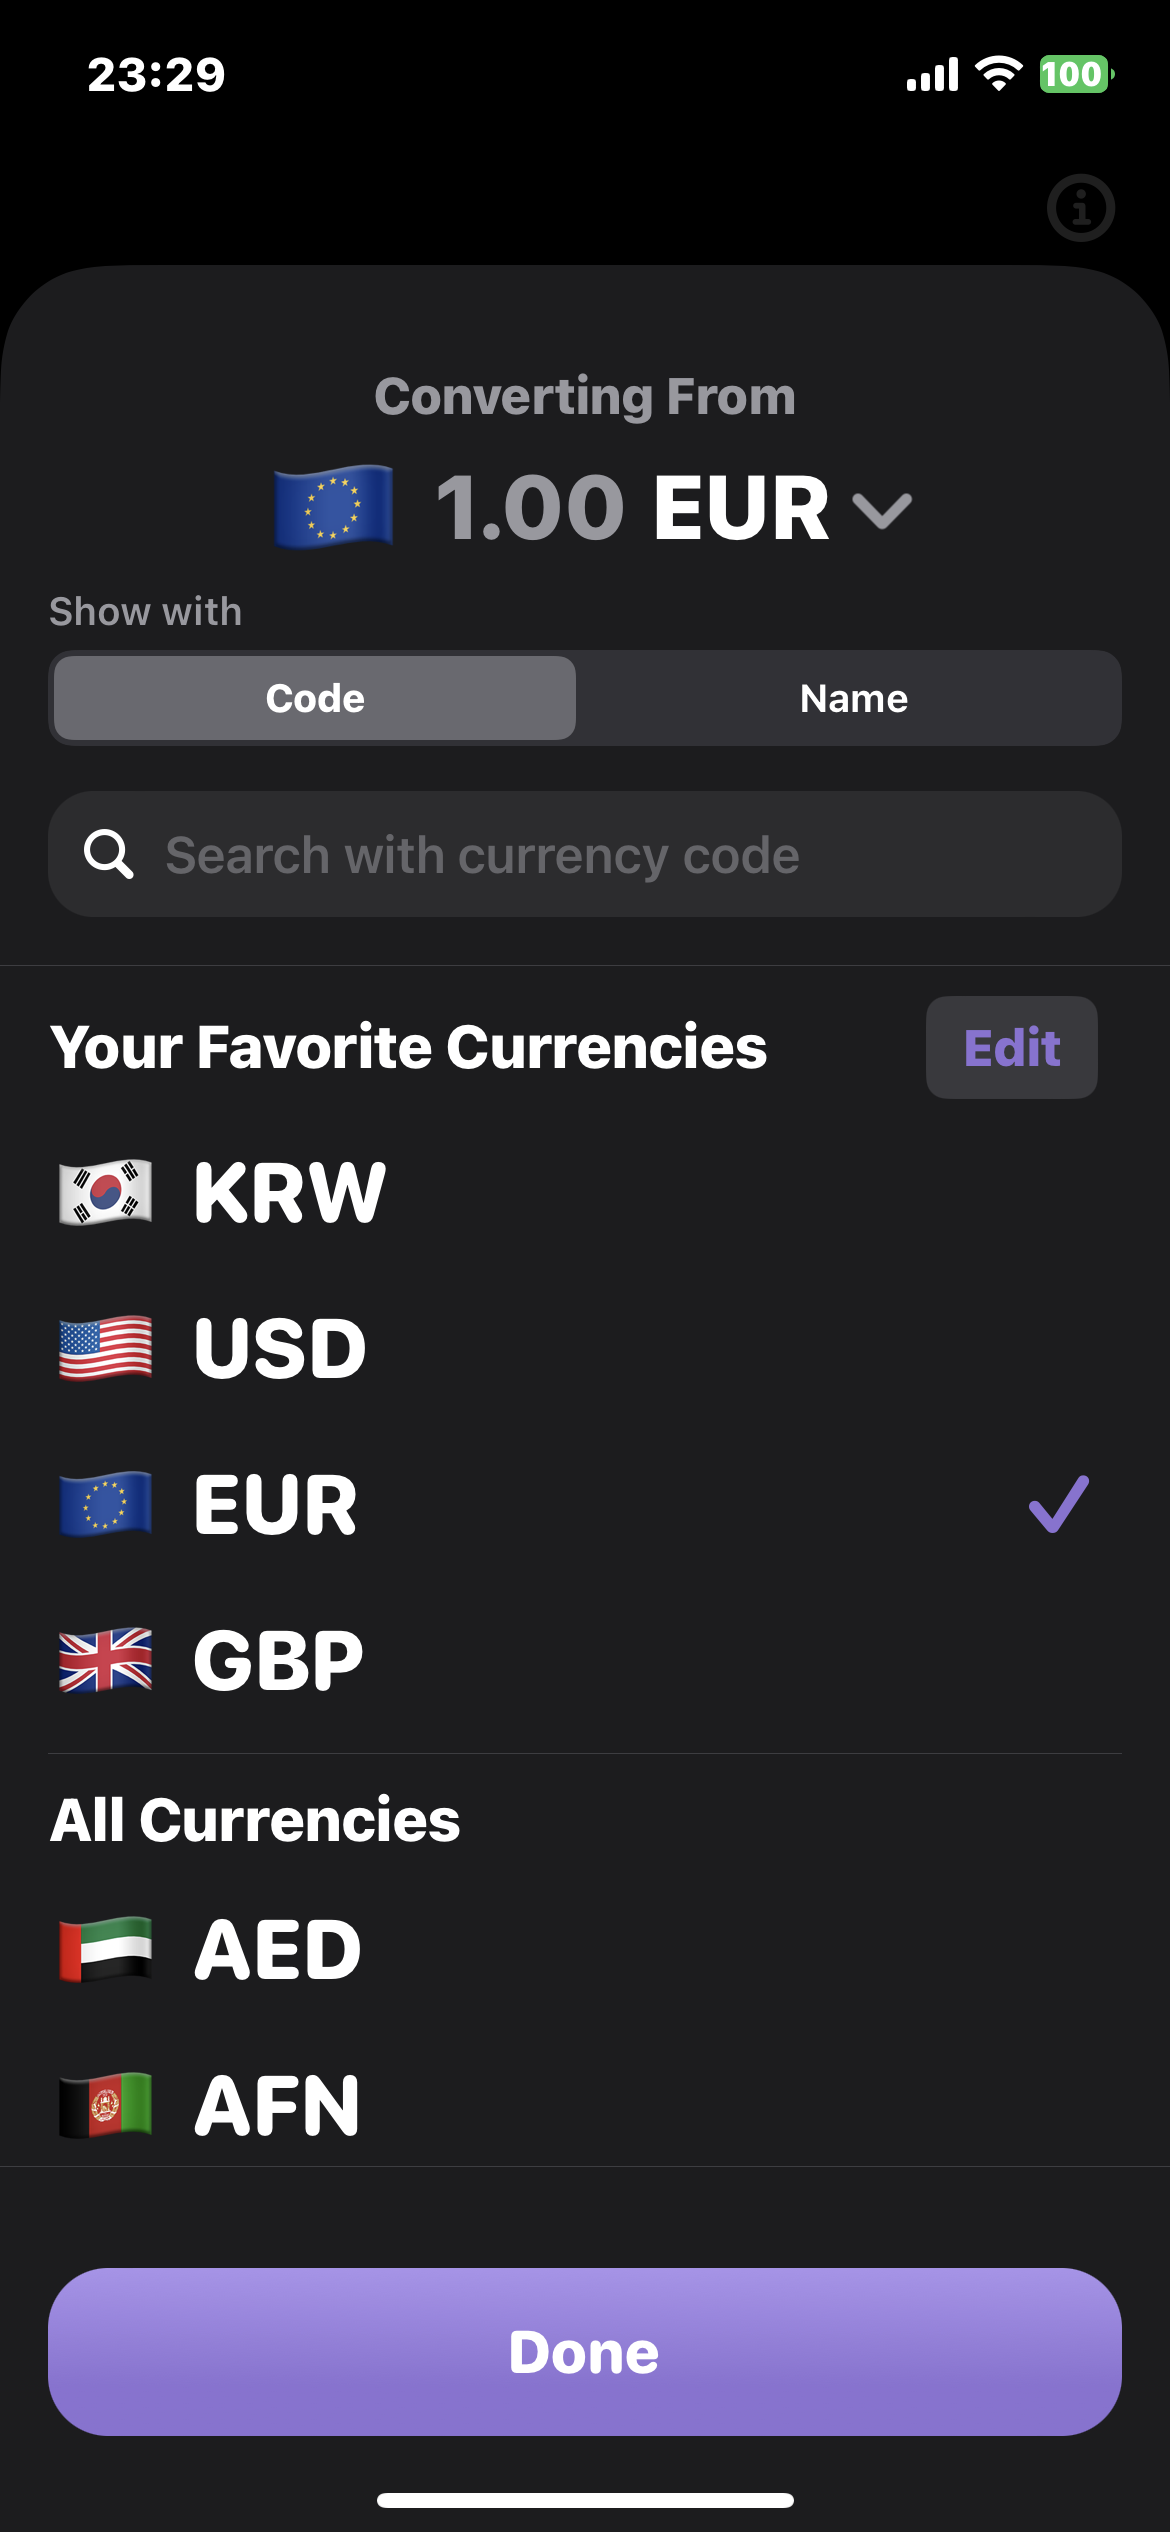 23:29
100
Converting From
1.00 EUR
Show with
Code Name
Search with currency code
Your Favorite Currencies Edit
KRW
USD
EUR
GBP
All Currencies
AED
AFN
Done